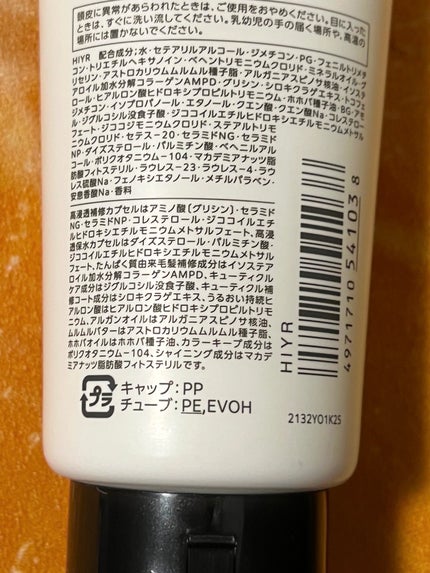 頭皮に異常があらわれたときは、ご使用をおやめください。目に入った
ときは、すぐに洗い流してください。乳幼児の手の届く場所や、高温の
場所には置かないでください。
HIYR 配合成分；水・セテアリルアルコール・ジメチコン・PG・フェニルトリメチ
コン・トリエチルヘキサノイン・ベヘントリモニウムクロリド・ミネラルオイル・グ
リセリン・アストロカリウムムルムル種子脂・アルガニアスピノサ核油・イソステ
アロイル加水分解コラーゲンAMPD・グリシン・シロキクラゲエキス・トコフェ
ロール・ヒアルロン酸ヒドロキシプロピルトリモニウム・ホホバ種子油・BG・アモ
ジメチコン・イソプロパノール・エタノール・クエン酸・クエン酸Na・コレステロー
ル・ジグルコシル没食子酸・ジココイルエチルヒドロキシエチルモニウムメトサル
フェート・ジココジモニウムクロリド・ステアルトリモ
ニウムクロリド・セテス-20・セラミドNG・セラミド
NP・ダイズステロール・パルミチン酸・ベヘニルアル
コール・ポリクオタニウム-104・マカデミアナッツ脂
肪酸フィトステリル・ラウレス-23・ラウレス-4・ラウ
レス硫酸Na・フェノキシエタノール・メチルパラベン・
安息香酸Na・香料
高浸透補修カプセルはアミノ酸（グリシン）・セラミド
NG・セラミドNP・コレステロール・ジココイルエチ
ルヒドロキシエチルモニウムメトサルフェート、高浸
透保水カプセルはダイズステロール・パルミチン酸・
ジココイルエチルヒドロキシエチルモニウムメトサル
フェート、たんぱく質由来毛髪補修成分はイソステア
ロイル加水分解コラーゲンAMPD、キューティクル
ケア成分はジグルコシル没食子酸、キューティクル補
修コート成分はシロキクラゲエキス、うるおい持続ヒ
アルロン酸はヒアルロン酸ヒドロキシプロピルトリモ
ニウム、アルガンオイルはアルガニアスピノサ核油、
ムルムルバターはアストロカリウムムルムル種子脂、
ホホバオイルはホホバ種子油、カラーキープ成分は
ポリクオタニウム-104、シャイニング成分はマカデ
ミアナッツ脂肪酸フィトステリルです。
HIYR
4971710 541038
プラ
キャップ：PP
チューブ：PE,EVOH
2132YO1K25